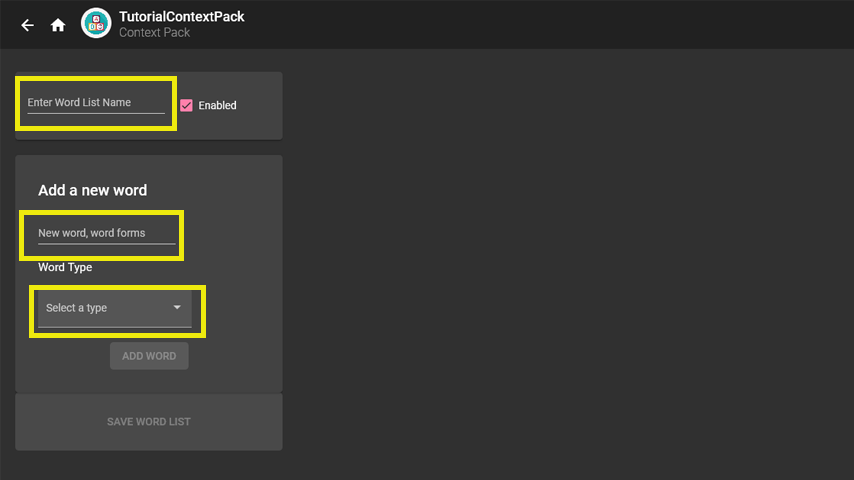 TutorialContextPack
Context Pack
Enter Word List Name
Enabled
Add a new word
New word, word forms
Word Type
Select a type
ADD WORD
SAVE WORD LIST